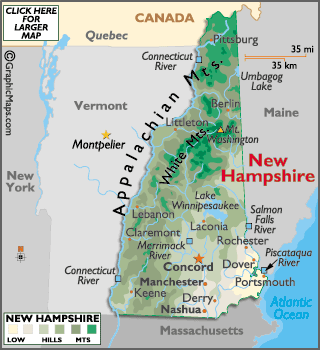 CLICK HERE
FOR
LARGER
MAP
CANADA
Quebec
Pittsburg
35 mi
35 km
Connecticut
River
Umbagog
Lake
©GraphicMaps.com
Appalachian Mts.
Berlin
Vermont
Maine
Littleton
Mt.
Washington
Montpelier
White Mts.
New
Hampshire
New
York
Lake
Winnipesaukee
Lebanon
Salmon
Falls
River
Claremont
Laconia
Merrimack
River
Rochester
Piscataqua
River
Concord
Dover
Connecticut
River
Manchester
Portsmouth
Keene
Derry
Nashua
Atlantic
Ocean
NEW HAMPSHIRE
LOW HILLS MTS
Massachusetts